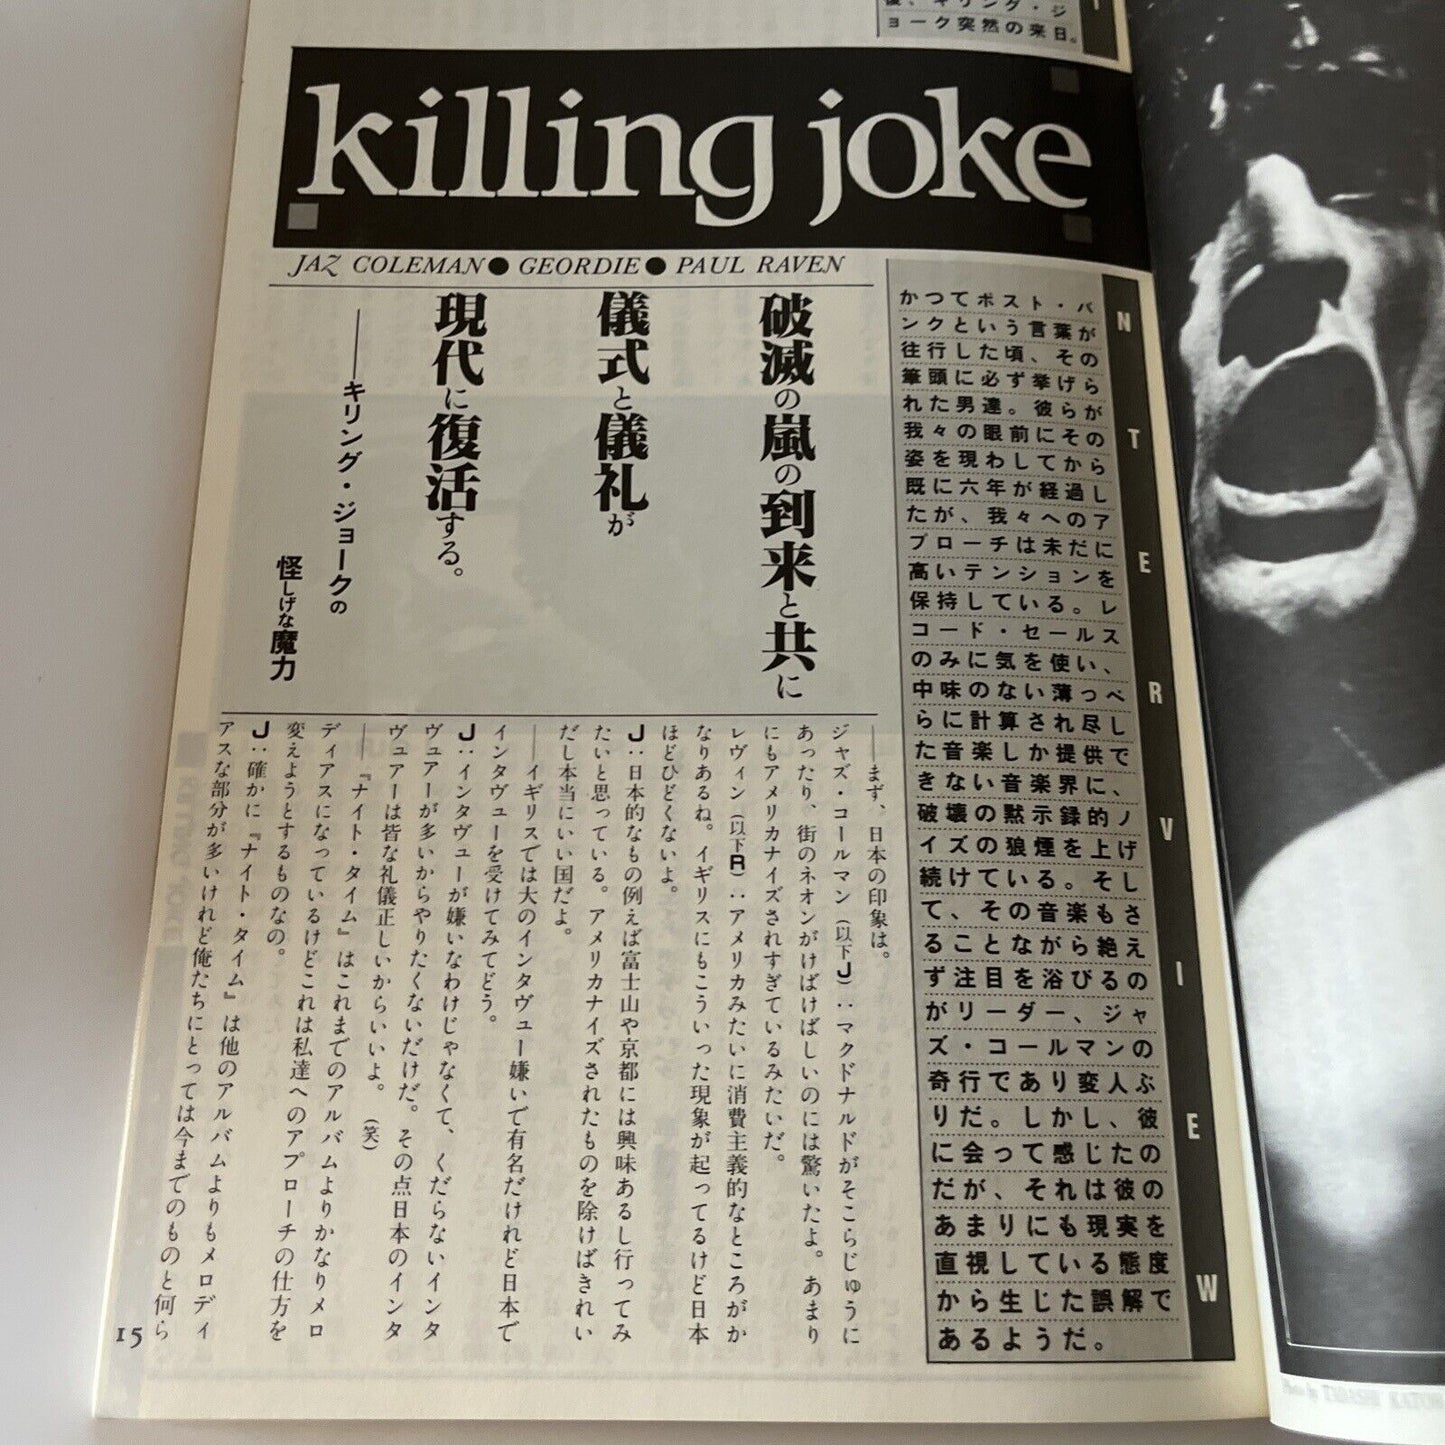 ョーク突然の来日。
killing joke
JAZ COLEMAN●GEORDIE●PAUL RAVEN
INTERVIEW
かつてポスト・パ
ンクという言葉が
往行した頃、その
筆頭に必ず挙げら
れた男達。彼らが
我々の眼前にその
姿を現わしてから
既に六年が経過し
たが、我々へのア
プローチは未だに
高いテンションを
保持している。レ
コード・セールス
のみに気を使い、
中味のない薄っぺ
らに計算され尽し
た音楽しか提供で
きない音楽界に、
破壊の黙示録的ノ
イズの狼煙を上げ
続けている。そし
て、その音楽もさ
ることながら絶え
ず注目を浴びるの
がリーダー、ジャ
ズ・コールマンの
奇行であり変人ぶ
りだ。しかし、彼
に会って感じたの
だが、それは彼の
あまりにも現実を
直視している態度
から生じた誤解で
あるようだ。
破滅の嵐の到来と共に
儀式と儀礼が
現代に復活する。
——キリング・ジョークの
怪しげな魔力
——まず、日本の印象は。
ジャズ・コールマン（以下J）：マクドナルドがそこらじゅうに
あったり、街のネオンがけばけばしいのには驚いたよ。あまり
にもアメリカナイズされすぎているみたいだ。
レヴィン（以下R）：アメリカみたいに消費主義的なところがか
なりあるね。イギリスにもこういった現象が起ってるけど日本
ほどひどくないよ。
J：日本的なもの例えば富士山や京都には興味あるし行ってみ
たいと思っている。アメリカナイズされたものを除けばきれい
だし本当にいい国だよ。
——イギリスでは大のインタヴュー嫌いで有名だけれど日本で
インタヴューを受けてみてどう。
J：インタヴューが嫌いなわけじゃなくて、くだらないインタ
ヴュアーが多いからやりたくないだけだ。その点日本のインタ
ヴュアーは皆な礼儀正しいからいいよ。（笑）
——『ナイト・タイム』はこれまでのアルバムよりかなりメロ
ディアスになっているけどこれは私達へのアプローチの仕方を
変えようとするものなの。
J：確かに『ナイト・タイム』は他のアルバムよりもメロディ
アスな部分が多いけれど俺たちにとっては今までのものと何ら
15